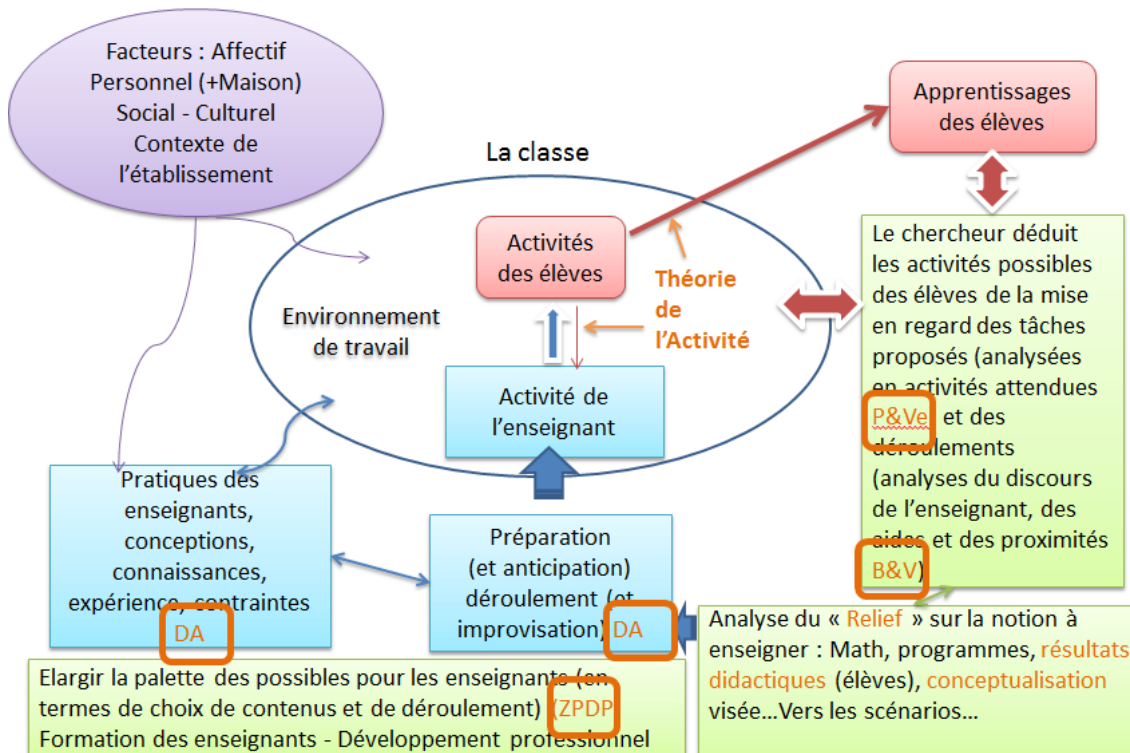 Facteurs : Affectif
Personnel (+Maison)
Social - Culturel
Contexte de
l'établissement
Apprentissages
des élèves
La classe
Activités
des élèves
Théorie
de
l'Activité
Environnement
de travail
Activité de
l'enseignant
Le chercheur déduit
les activités possibles
des élèves de la mise
en regard des tâches
proposés (analysées
en activités attendues
P&Ve et des
déroulements
(analyses du discours
de l'enseignant, des
aides et des proximités
B&V)
Pratiques des
enseignants,
conceptions,
connaissances,
expérience, contraintes
DA
Préparation
(et anticipation)
déroulement (et
improvisation) DA
Analyse du « Relief » sur la notion à
enseigner : Math, programmes, résultats
didactiques (élèves), conceptualisation
visée...Vers les scénarios...
Elargir la palette des possibles pour les enseignants (en
termes de choix de contenus et de déroulement) (ZPDP
Formation des enseignants - Développement professionnel